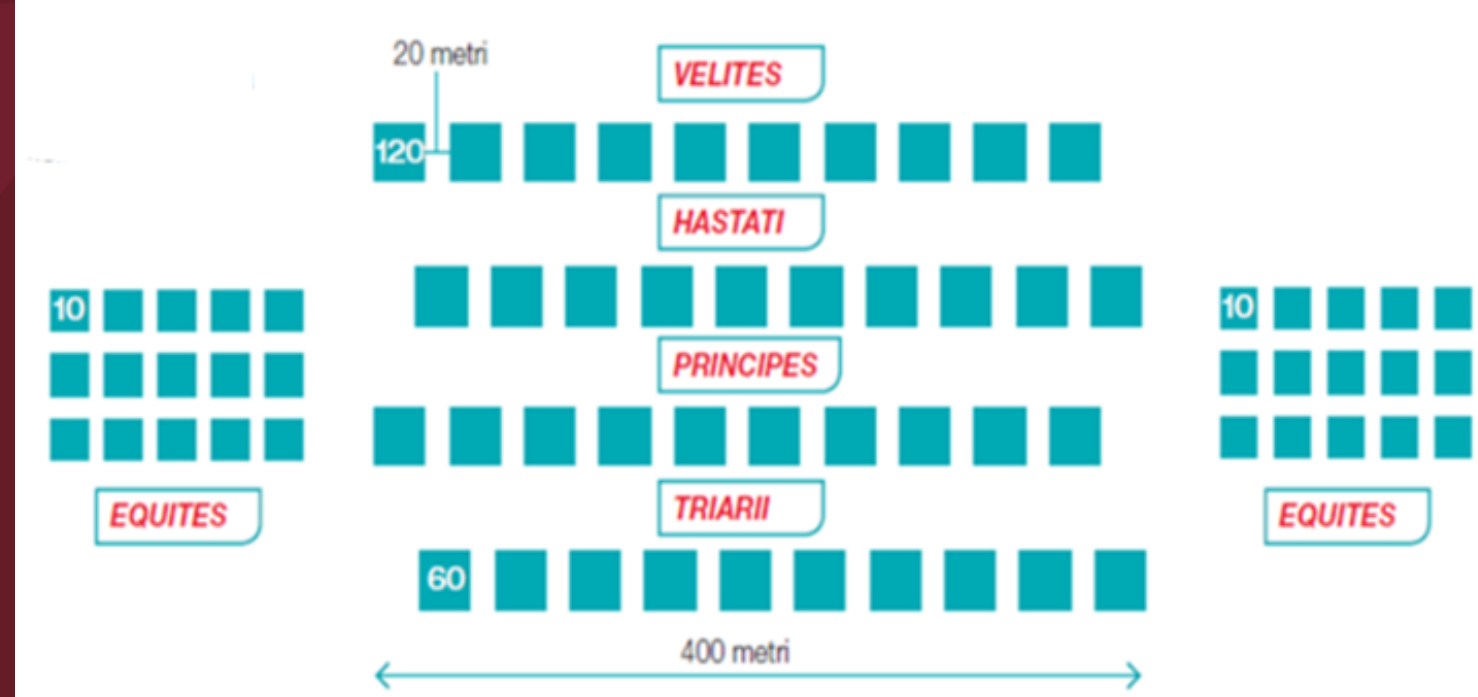 20 metri
VELITES
120
HASTATI
10
10
PRINCIPES
TRIARII
EQUITES
EQUITES
60
400 metri